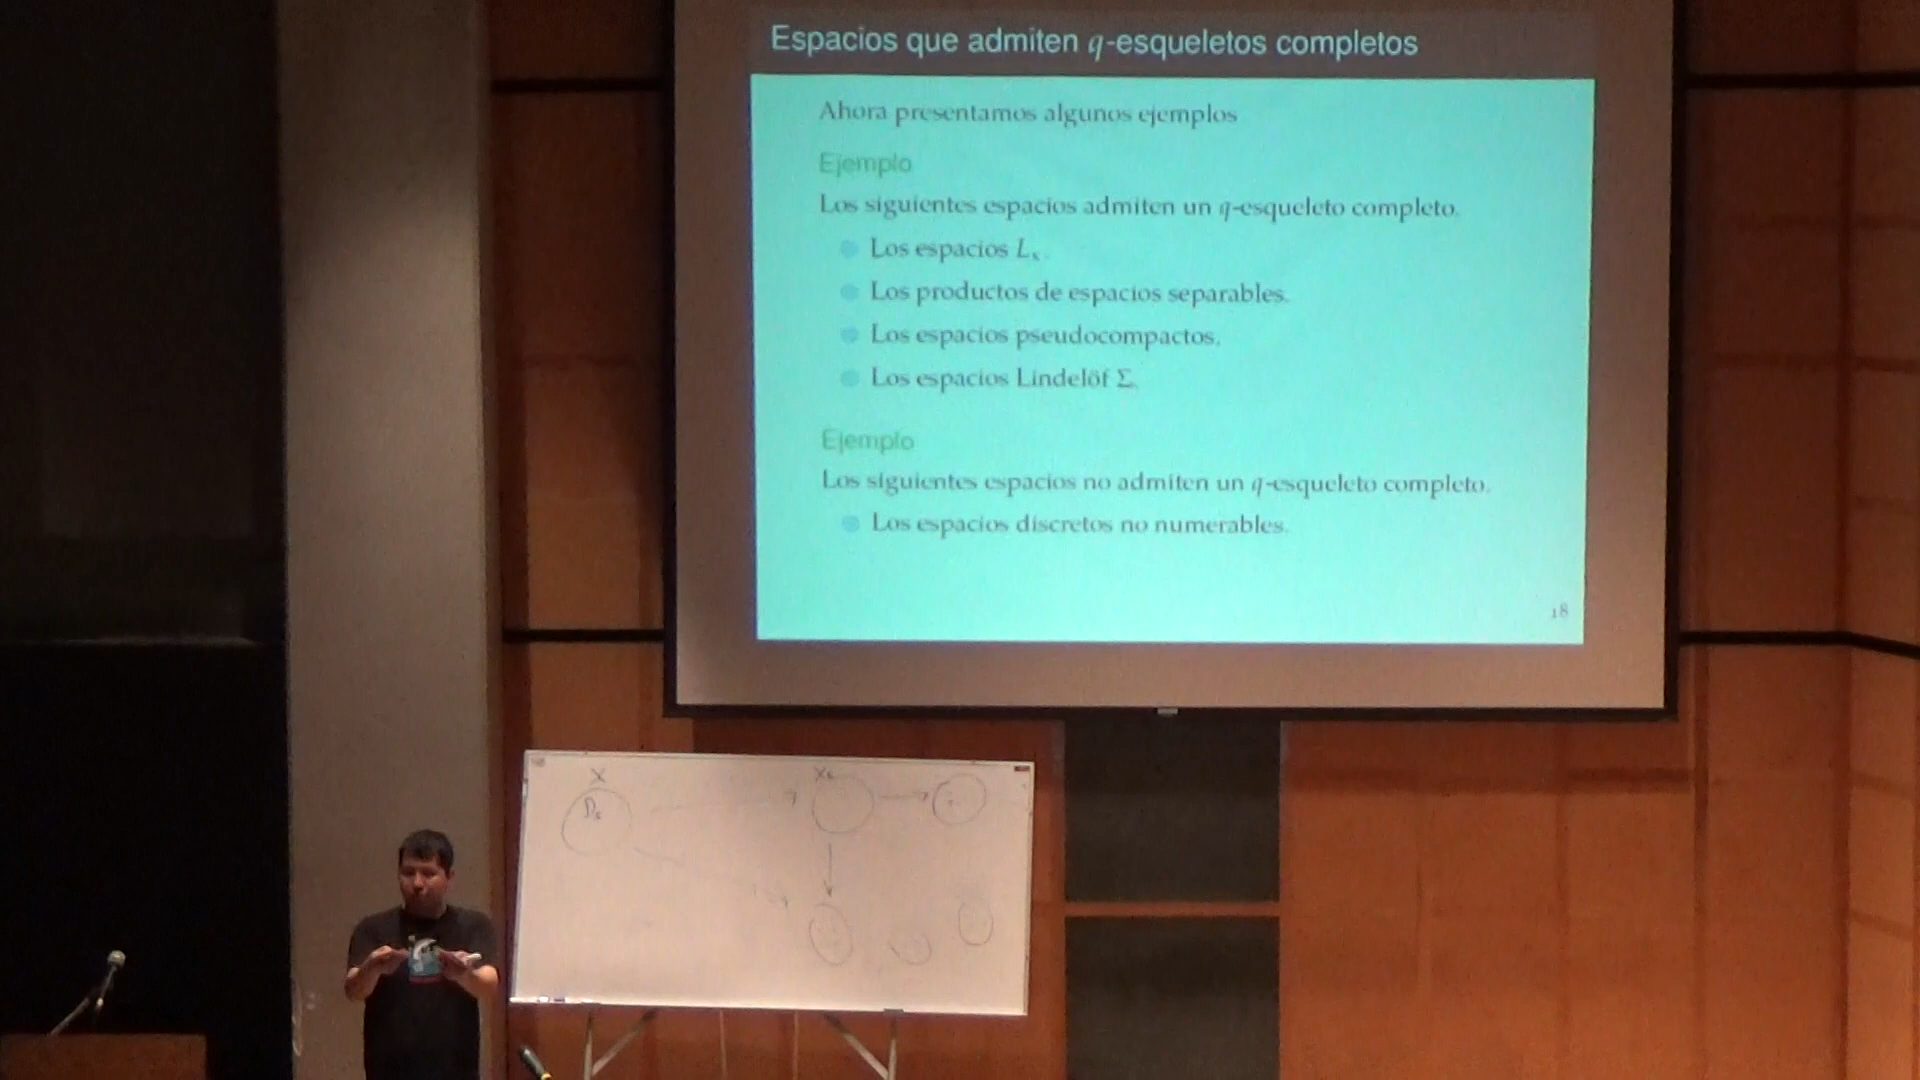 Espacios que admiten q-esqueletos completos
Ahora presentamos algunos ejemplos
Ejemplo
Los siguientes espacios admiten un q-esqueleto completo.
Los espacios Lκ.
Los productos de espacios separables.
Los espacios pseudocompactos.
Los espacios Lindelöf Σ.
Ejemplo
Los siguientes espacios no admiten un q-esqueleto completo.
Los espacios discretos no numerables.
18
X
Xs
Ds